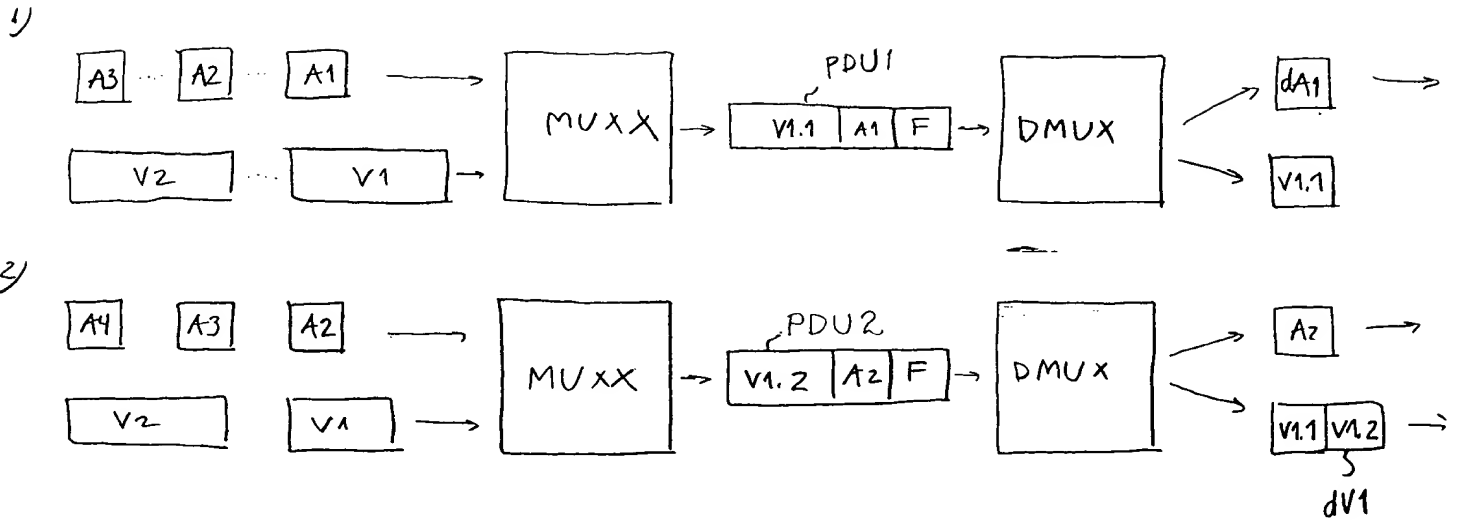 1)
PDU1
A3 A2 A1 dA1
MUXX V1.1 A1 F DMUX
V2 V1 V1.1
2)
PDU2
A4 A3 A2 A2
MUXX V1.2 A2 F DMUX
V2 V1 V1.1 V1.2
dV1